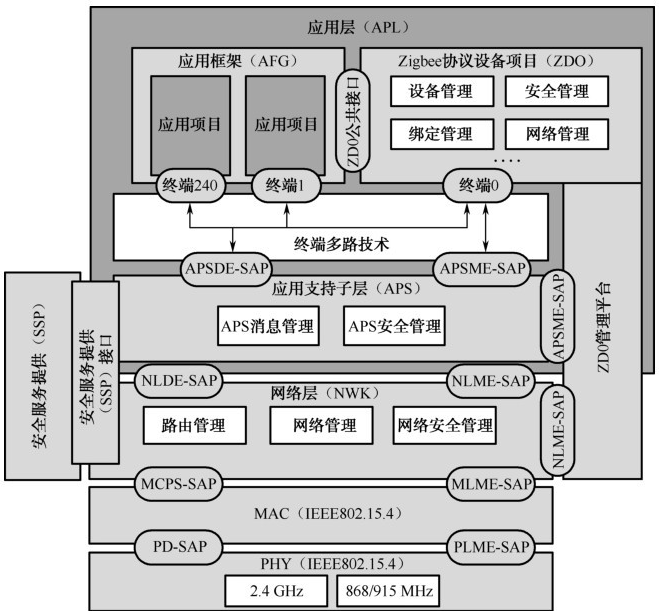 应用层（APL）
应用框架（AFG）
Zigbee协议设备项目（ZDO）
应用项目
应用项目
ZD0公共接口
设备管理
安全管理
绑定管理
网络管理
····
终端240
终端1
终端0
终端多路技术
APSDE-SAP
APSME-SAP
应用支持子层（APS）
APS消息管理
APS安全管理
APSME-SAP
ZD0管理平台
安全服务提供（SSP）
安全服务提供
（SSP）接口
NLDE-SAP
NLME-SAP
网络层（NWK）
路由管理
网络管理
网络安全管理
NLME-SAP
MCPS-SAP
MLME-SAP
MAC（IEEE802.15.4）
PD-SAP
PLME-SAP
PHY（IEEE802.15.4）
2.4 GHz
868/915 MHz